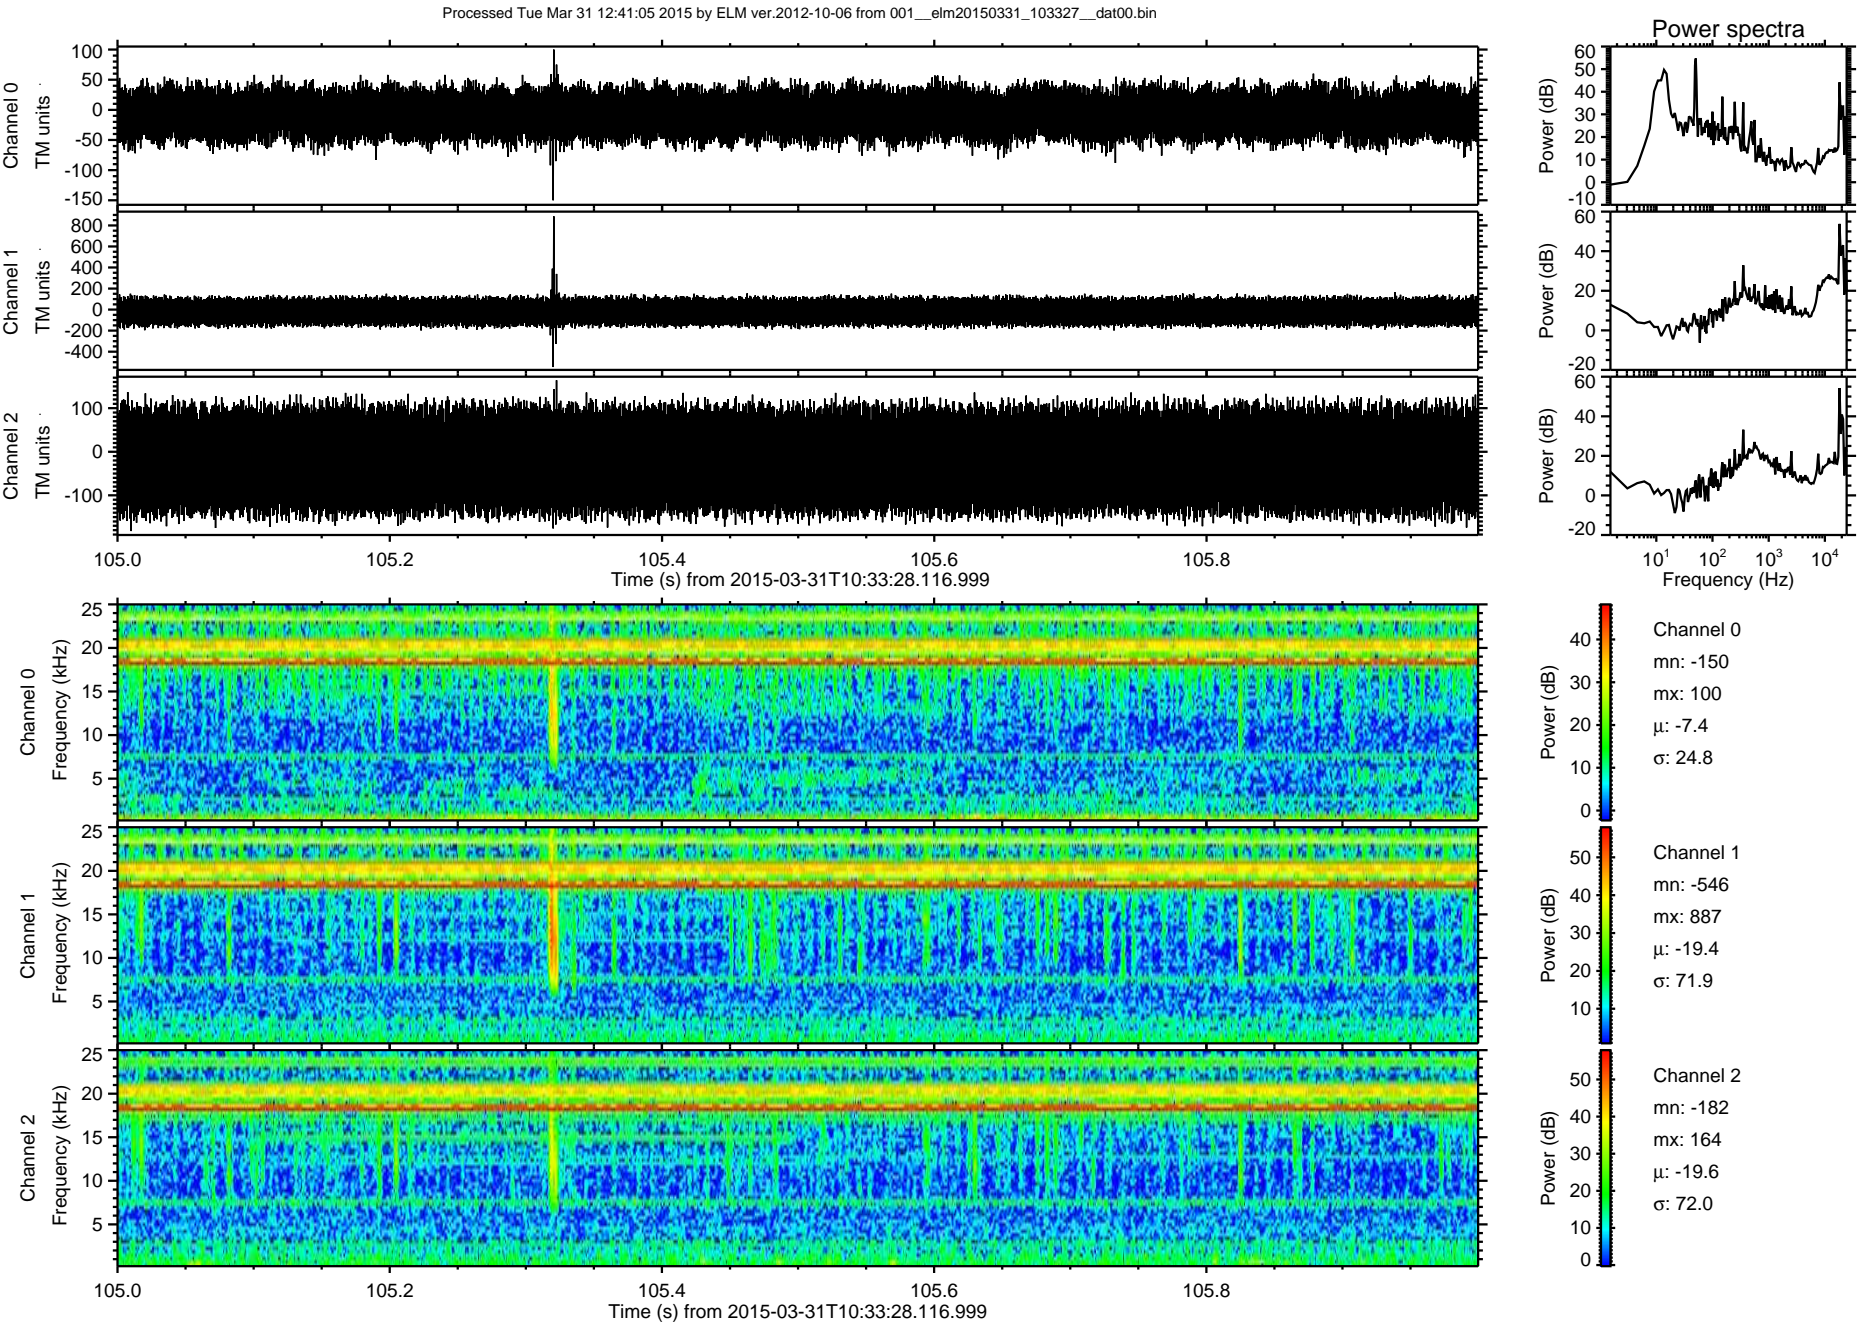 Processed Tue Mar 31 12:41:05 2015 by ELM ver.2012-10-06 from 001__elm20150331_103327__dat00.bin
Power spectra
Channel 0
TM units
100
50
0
-50
-100
-150
Power (dB)
60
50
40
30
20
10
0
-10
Channel 1
TM units
800
600
400
200
0
-200
-400
Power (dB)
60
40
20
0
-20
Channel 2
TM units
100
0
-100
Power (dB)
60
40
20
0
-20
105.0 105.2 105.4 105.6 105.8
Time (s) from 2015-03-31T10:33:28.116.999
10¹ 10² 10³ 10⁴
Frequency (Hz)
Channel 0
Frequency (kHz)
25
20
15
10
5
Power (dB)
40
30
20
10
0
Channel 0
mn: -150
mx: 100
μ: -7.4
σ: 24.8
Channel 1
Frequency (kHz)
25
20
15
10
5
Power (dB)
50
40
30
20
10
Channel 1
mn: -546
mx: 887
μ: -19.4
σ: 71.9
Channel 2
Frequency (kHz)
25
20
15
10
5
Power (dB)
50
40
30
20
10
0
Channel 2
mn: -182
mx: 164
μ: -19.6
σ: 72.0
105.0 105.2 105.4 105.6 105.8
Time (s) from 2015-03-31T10:33:28.116.999